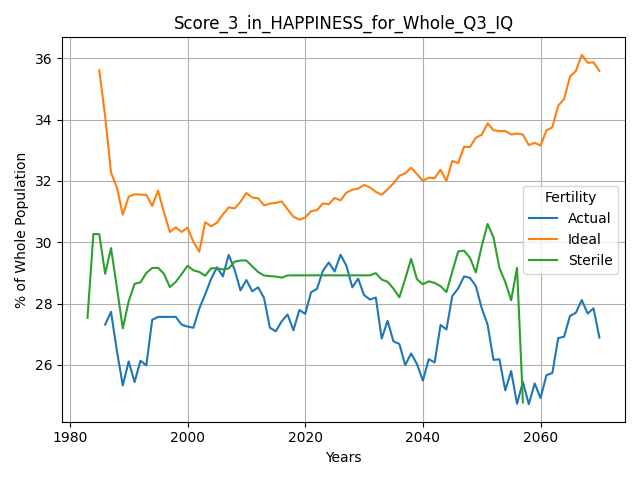 Score_3_in_HAPPINESS_for_Whole_Q3_IQ
% of Whole Population
36
34
32
30
28
26
Fertility
Actual
Ideal
Sterile
1980
2000
2020
2040
2060
Years